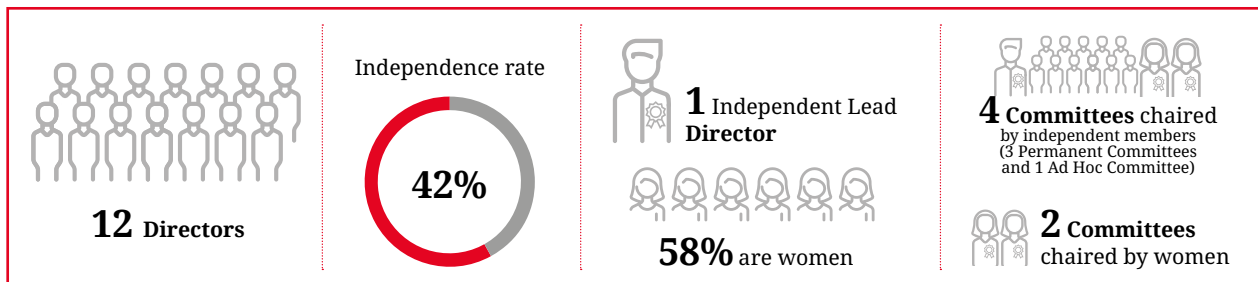 12 Directors
Independence rate
42%
1 Independent Lead
Director
58% are women
4 Committees chaired
by independent members
(3 Permanent Committees
and 1 Ad Hoc Committee)
2 Committees
chaired by women